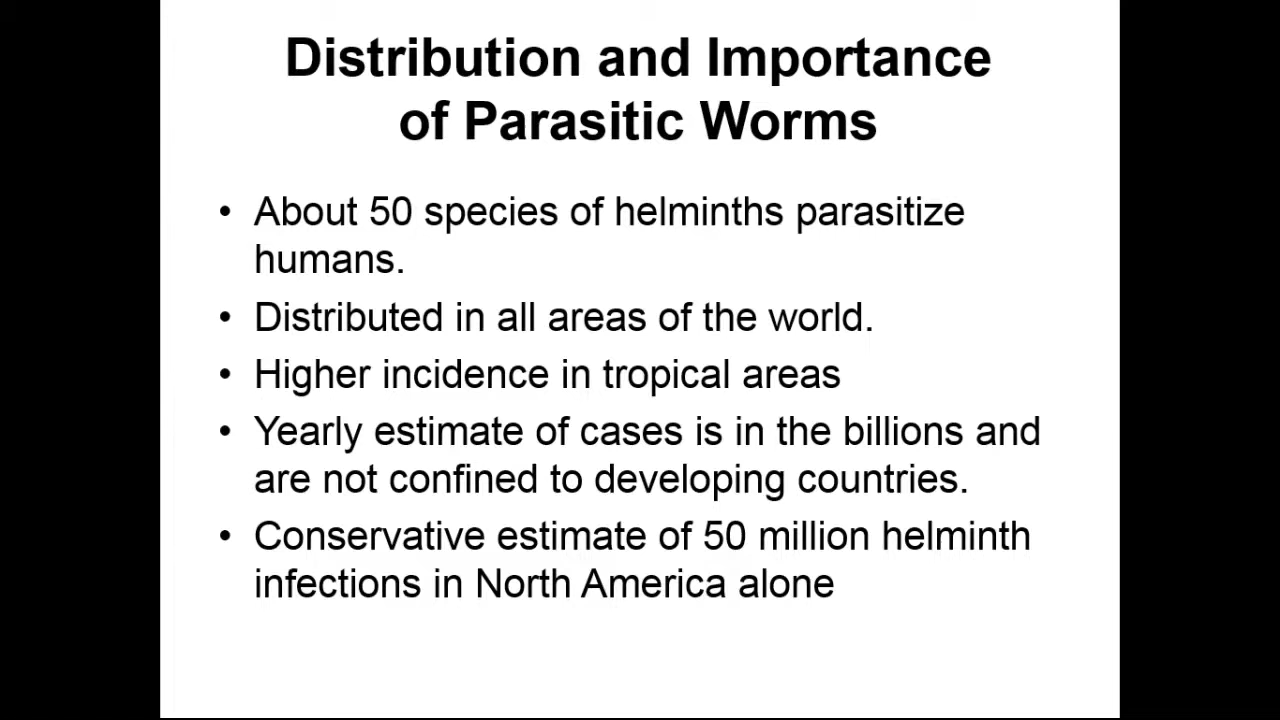 Distribution and Importance
of Parasitic Worms
• About 50 species of helminths parasitize
humans.
• Distributed in all areas of the world.
• Higher incidence in tropical areas
• Yearly estimate of cases is in the billions and
are not confined to developing countries.
• Conservative estimate of 50 million helminth
infections in North America alone